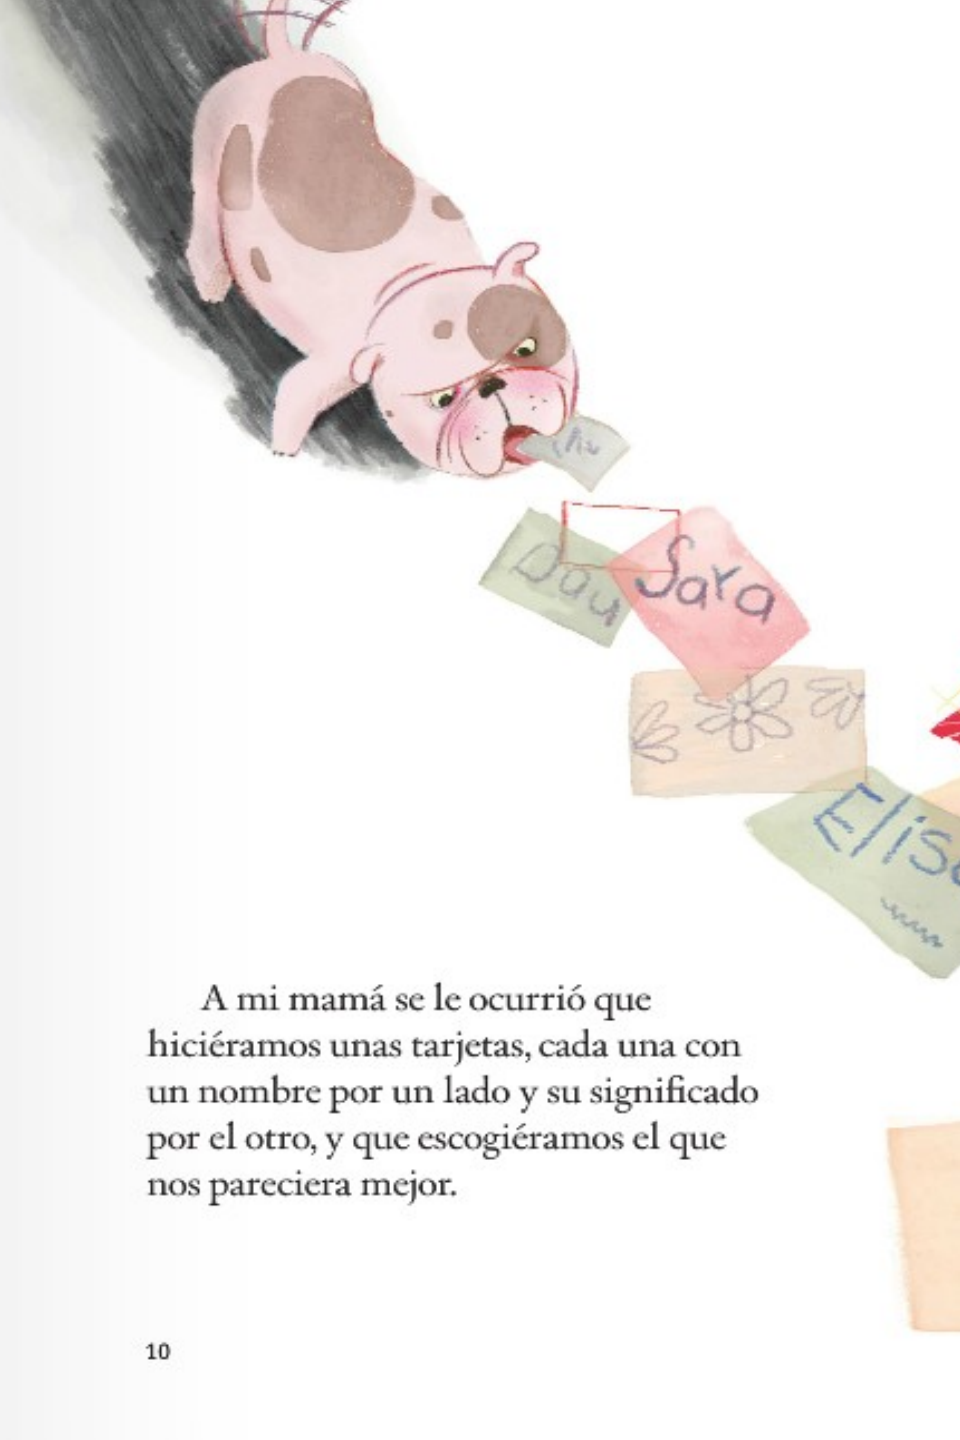 Sara
A mi mamá se le ocurrió que
hiciéramos unas tarjetas, cada una con
un nombre por un lado y su significado
por el otro, y que escogiéramos el que
nos pareciera mejor.
10